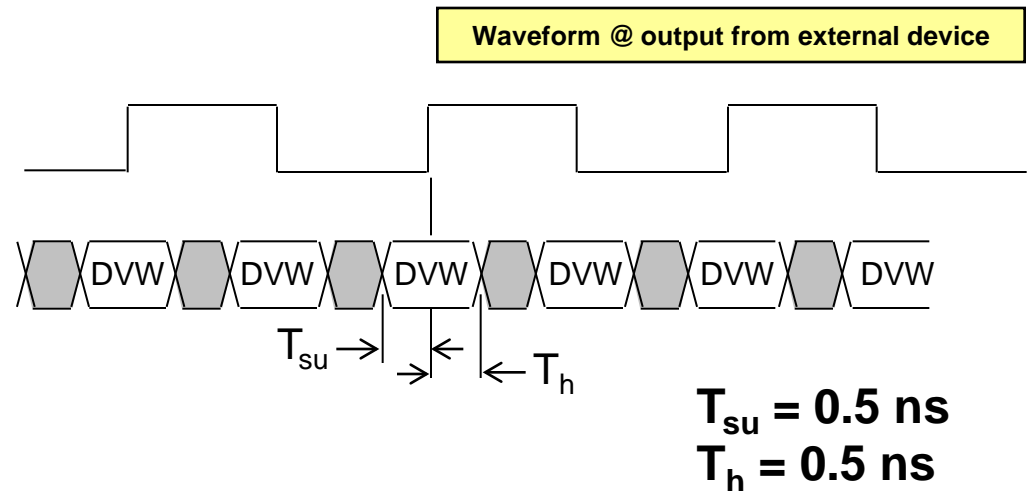 Waveform @ output from external device
DVW DVW DVW DVW DVW DVW
Tsu
Th
Tsu = 0.5 ns
Th = 0.5 ns